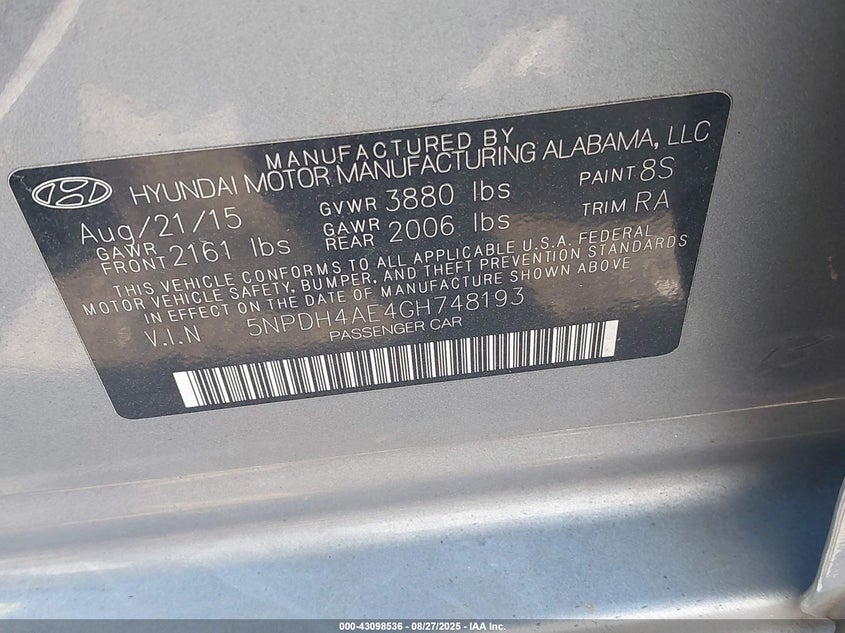 MANUFACTURED BY
HYUNDAI MOTOR MANUFACTURING ALABAMA, LLC
Aug/21/15 GVWR 3880 lbs PAINT 8S
GAWR FRONT 2161 lbs GAWR REAR 2006 lbs TRIM RA
THIS VEHICLE CONFORMS TO ALL APPLICABLE U.S.A. FEDERAL
MOTOR VEHICLE SAFETY, BUMPER, AND THEFT PREVENTION STANDARDS
IN EFFECT ON THE DATE OF MANUFACTURE SHOWN ABOVE
V.I.N 5NPDH4AE4GH748193
PASSENGER CAR
000-43098536 - 08/27/2025 - IAA Inc.